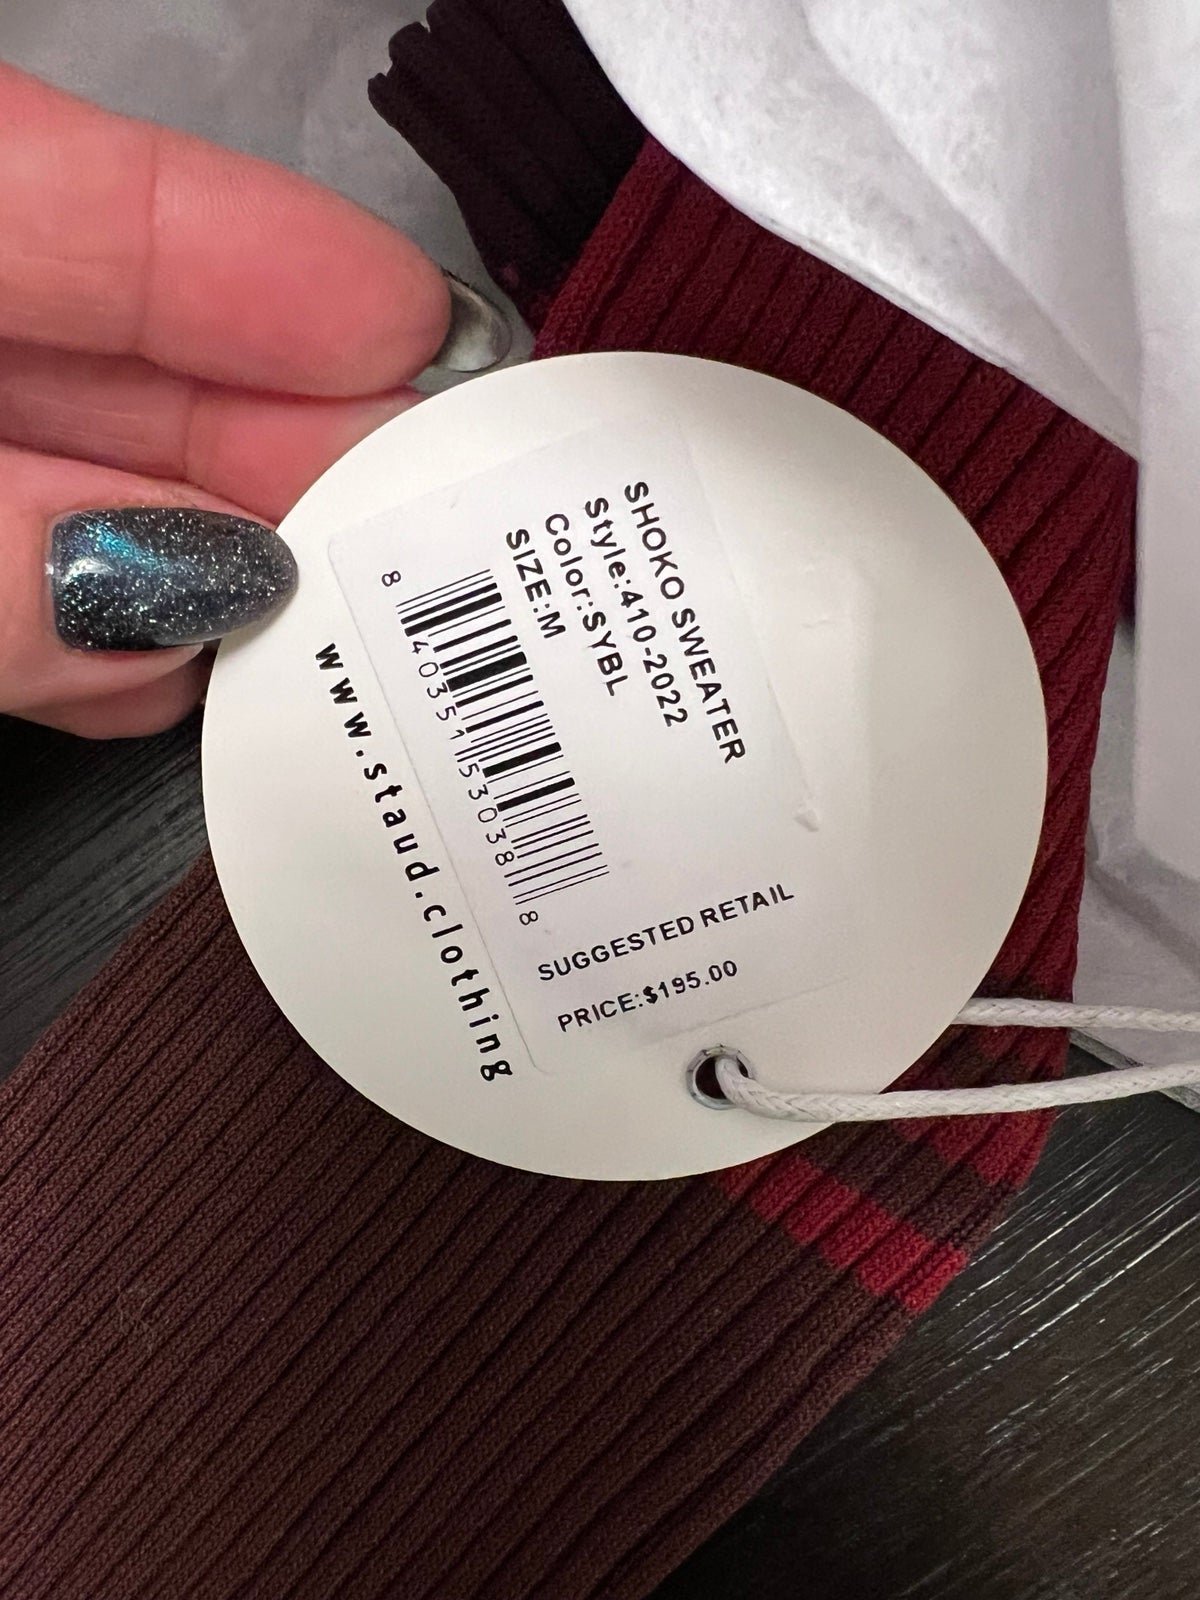 SHOKO SWEATER
Style:410-2022
Color:SYBL
SIZE:M
8 40351 53038 8
SUGGESTED RETAIL
PRICE:$195.00
www.staud.clothing